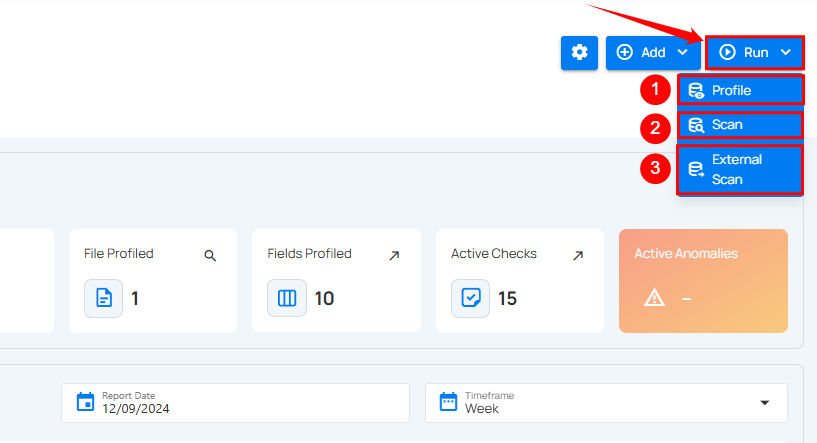 Add
Run
1
Profile
2
Scan
3
External
Scan
File Profiled
Fields Profiled
Active Checks
Active Anomalies
1
10
15
–
Report Date
12/09/2024
Timeframe
Week